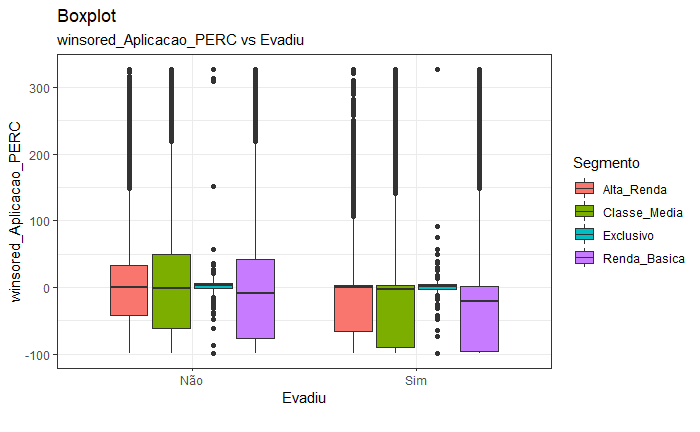 Boxplot
winsored_Aplicacao_PERC vs Evadiu
winsored_Aplicacao_PERC
300
200
100
0
-100
Não
Sim
Evadiu
Segmento
Alta_Renda
Classe_Media
Exclusivo
Renda_Basica